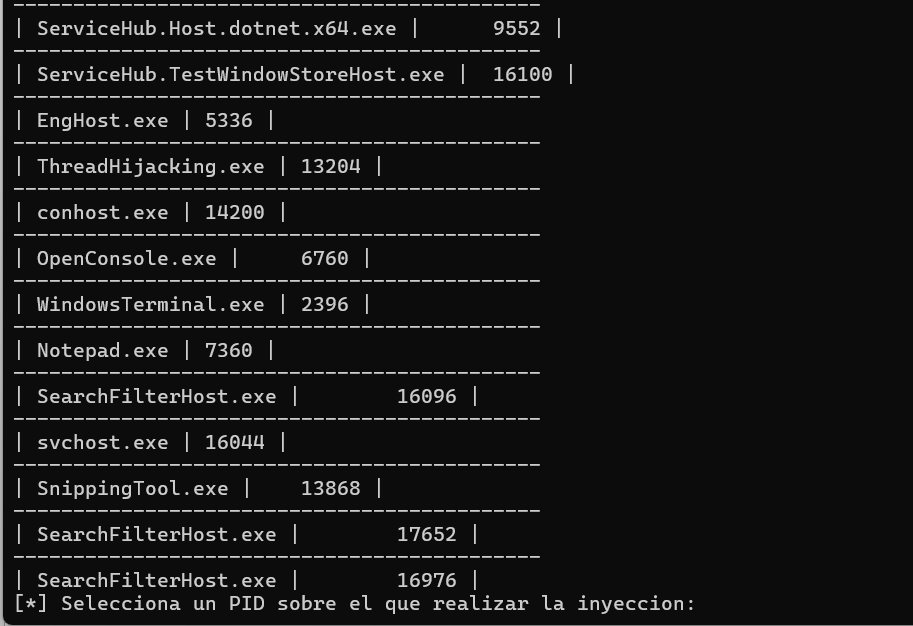 ------------------------------------------------
| ServiceHub.Host.dotnet.x64.exe |      9552 |
--------------------------------------------
| ServiceHub.TestWindowStoreHost.exe |  16100 |
--------------------------------------------
| EngHost.exe | 5336 |
--------------------------------------------
| ThreadHijacking.exe | 13204 |
--------------------------------------------
| conhost.exe | 14200 |
--------------------------------------------
| OpenConsole.exe |     6760 |
--------------------------------------------
| WindowsTerminal.exe | 2396 |
--------------------------------------------
| Notepad.exe | 7360 |
--------------------------------------------
| SearchFilterHost.exe |        16096 |
--------------------------------------------
| svchost.exe | 16044 |
--------------------------------------------
| SnippingTool.exe |    13868 |
--------------------------------------------
| SearchFilterHost.exe |        17652 |
--------------------------------------------
| SearchFilterHost.exe |        16976 |
[*] Selecciona un PID sobre el que realizar la inyeccion: